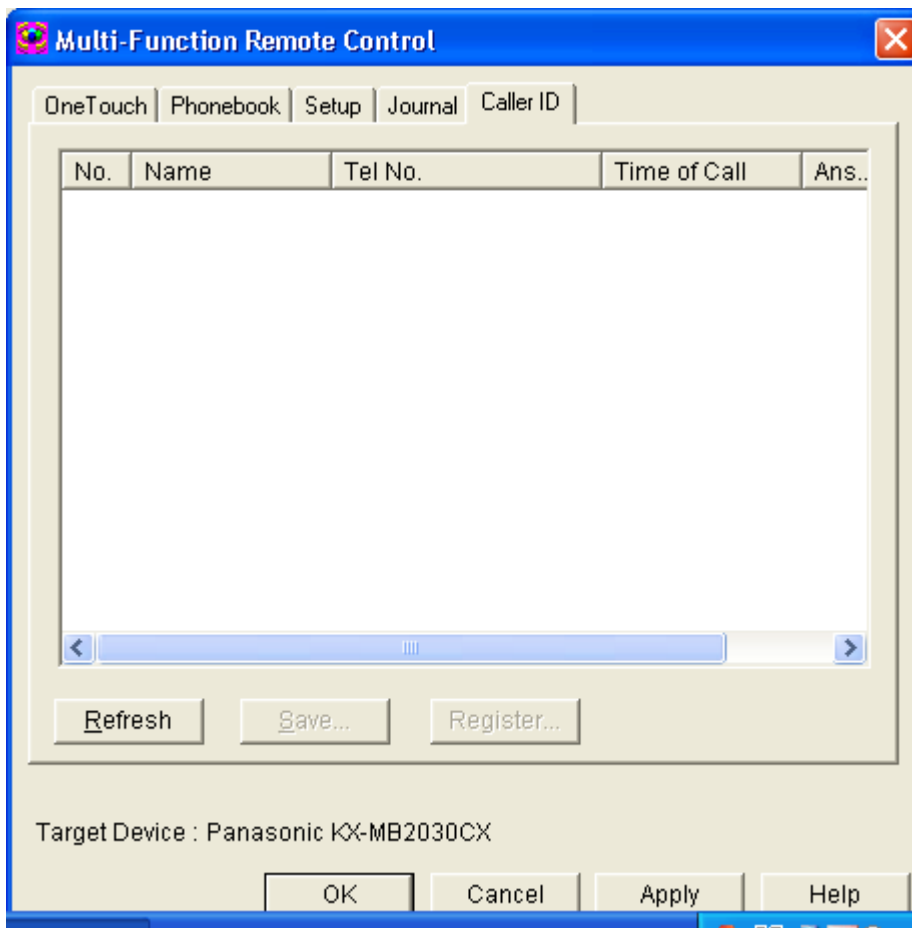 Multi-Function Remote Control
OneTouch Phonebook Setup Journal Caller ID
No. Name Tel No. Time of Call Ans..
Refresh Save... Register...
Target Device : Panasonic KX-MB2030CX
OK Cancel Apply Help